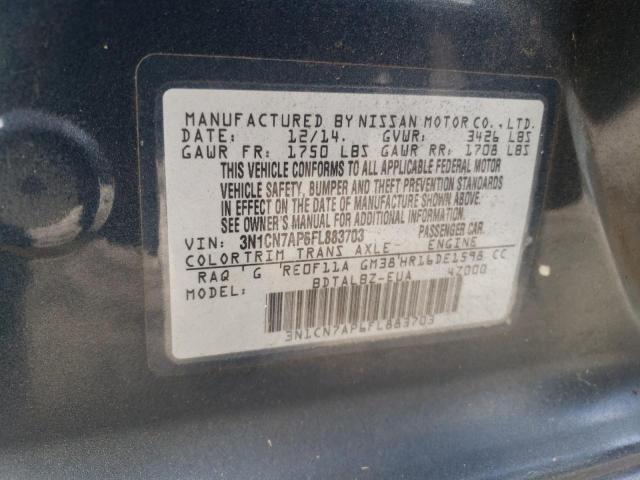 MANUFACTURED BY NISSAN MOTOR CO., LTD.
DATE: 12/14. GVWR: 3426 LBS
GAWR FR: 1750 LBS GAWR RR: 1708 LBS
THIS VEHICLE CONFORMS TO ALL APPLICABLE FEDERAL MOTOR
VEHICLE SAFETY, BUMPER AND THEFT PREVENTION STANDARDS
IN EFFECT ON THE DATE OF MANUFACTURE SHOWN ABOVE.
SEE OWNER'S MANUAL FOR ADDITIONAL INFORMATION.
VIN: 3N1CN7AP6FL883703 PASSENGER CAR.
COLOR TRIM TRANS AXLE ENGINE
RAQ 'G 'RE0F11A GM38'HR16DE1598 CC
MODEL: BDTALBZ-EUA 47000
3N1CN7AP6FL883703